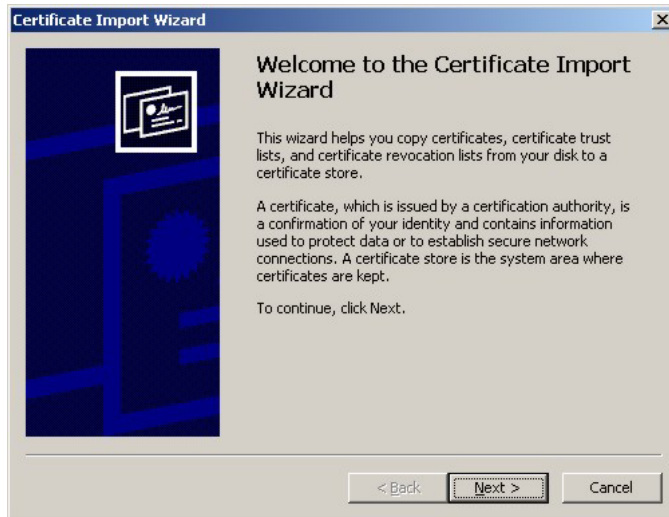 Certificate Import Wizard
Welcome to the Certificate Import
Wizard
This wizard helps you copy certificates, certificate trust
lists, and certificate revocation lists from your disk to a
certificate store.
A certificate, which is issued by a certification authority, is
a confirmation of your identity and contains information
used to protect data or to establish secure network
connections. A certificate store is the system area where
certificates are kept.
To continue, click Next.
< Back
Next >
Cancel